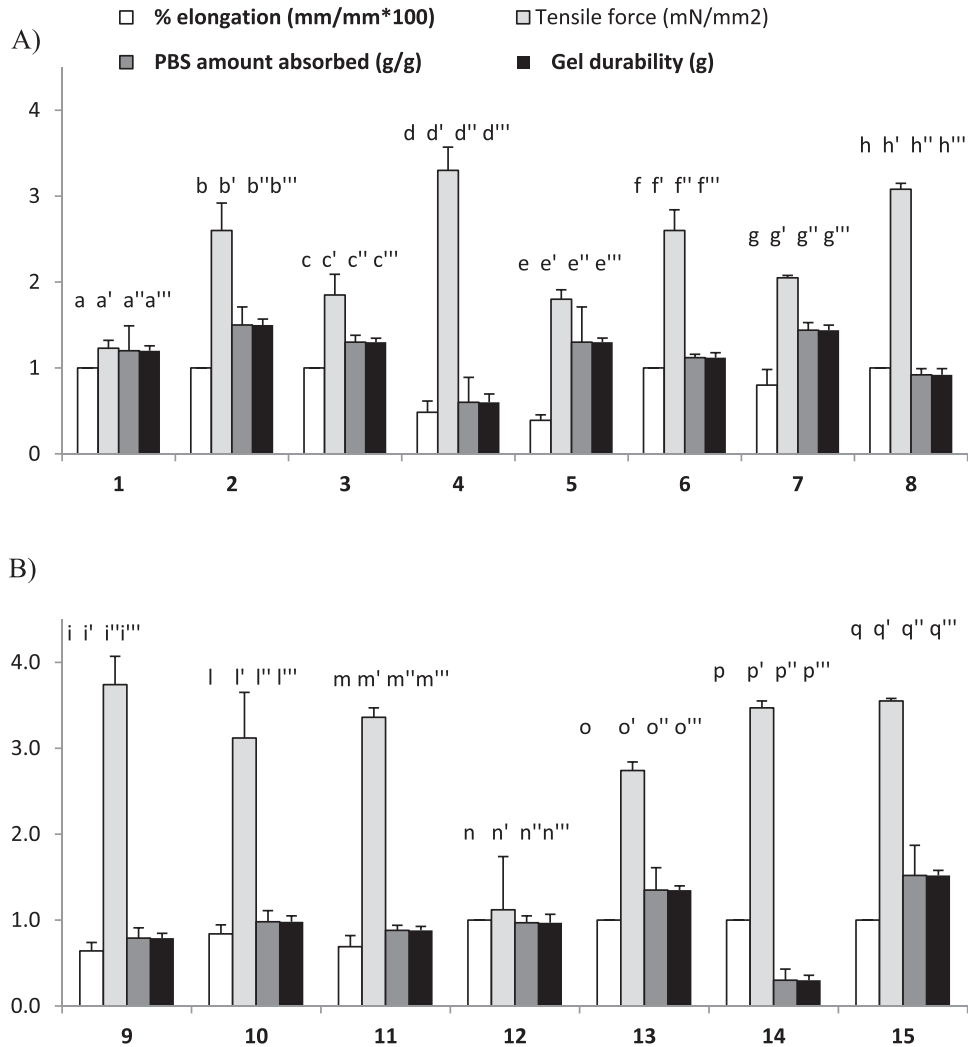 % elongation (mm/mm*100) Tensile force (mN/mm2)
A)
PBS amount absorbed (g/g) Gel durability (g)
4
d d' d'' d'''
h h' h'' h'''
b b' b''b'''
f f' f'' f'''
3
g g' g'' g'''
c c' c'' c'''
e e' e'' e'''
a a' a''a'''
2
1
0
1 2 3 4 5 6 7 8
B)
i i' i''i'''
q q' q'' q'''
l l' l'' l'''
m m' m''m'''
p p' p'' p'''
4.0
o o' o'' o'''
3.0
n n' n''n'''
2.0
1.0
0.0
9 10 11 12 13 14 15